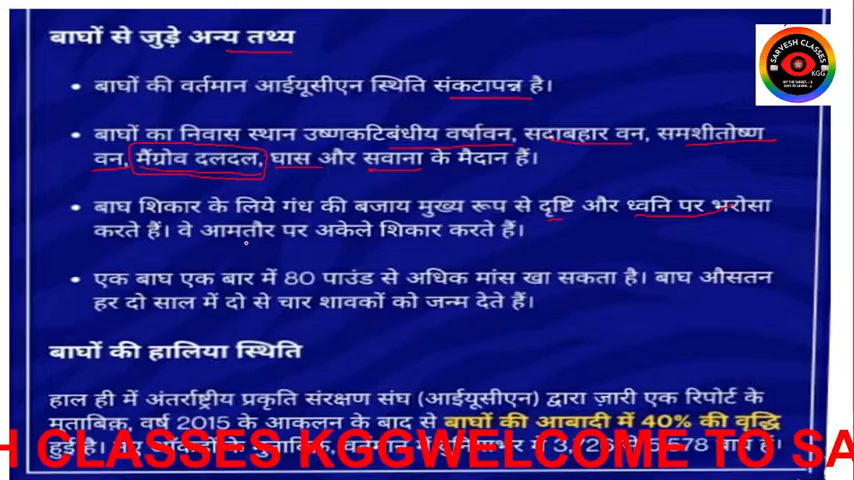 बाघों से जुड़े अन्य तथ्य
SARVESH CLASSES
KGG
• बाघों की वर्तमान आईयूसीएन स्थिति संकटापन्न है।
• बाघों का निवास स्थान उष्णकटिबंधीय वर्षावन, सदाबहार वन, समशीतोष्ण
वन, मैंग्रोव दलदल, घास और सवाना के मैदान हैं।
• बाघ शिकार के लिये गंध की बजाय मुख्य रूप से दृष्टि और ध्वनि पर भरोसा
करते हैं। वे आमतौर पर अकेले शिकार करते हैं।
• एक बाघ एक बार में 80 पाउंड से अधिक मांस खा सकता है। बाघ औसतन
हर दो साल में दो से चार शावकों को जन्म देते हैं।
बाघों की हालिया स्थिति
हाल ही में अंतर्राष्ट्रीय प्रकृति संरक्षण संघ (आईयूसीएन) द्वारा ज़ारी एक रिपोर्ट के
मुताबिक़, वर्ष 2015 के आकलन के बाद से बाघों की आबादी में 40% की वृद्धि
हुई है।
H CLASSES KGGWELCOME TO SA